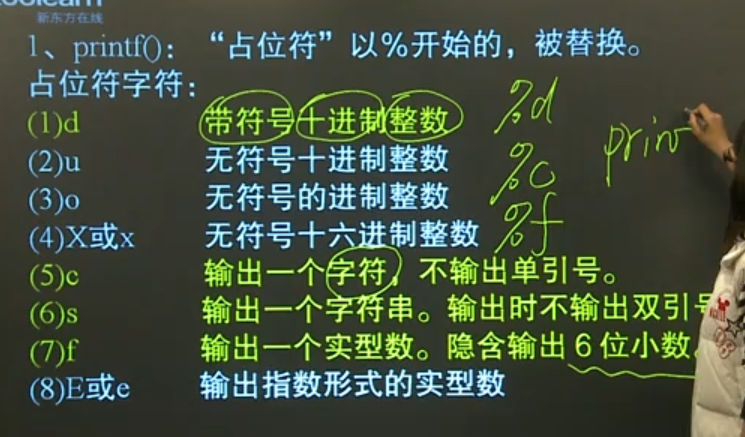 新东方在线
1、printf()：“占位符”以%开始的，被替换。
占位符字符：
(1)d 带符号十进制整数 %d
(2)u 无符号十进制整数 %c
(3)o 无符号的进制整数 %f
(4)X或x 无符号十六进制整数
(5)c 输出一个字符，不输出单引号。
(6)s 输出一个字符串。输出时不输出双引号
(7)f 输出一个实型数。隐含输出6位小数。
(8)E或e 输出指数形式的实型数
prin